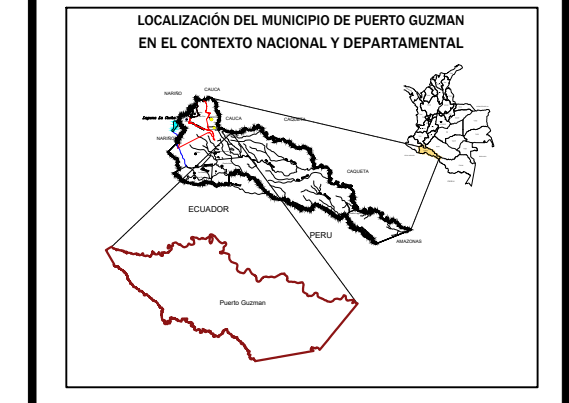 LOCALIZACIÓN DEL MUNICIPIO DE PUERTO GUZMAN
EN EL CONTEXTO NACIONAL Y DEPARTAMENTAL
CAUCA
NARIÑO
CAUCA
CAQUETA
NARIÑO
CAQUETA
ECUADOR
PERU
AMAZONAS
Puerto Guzman